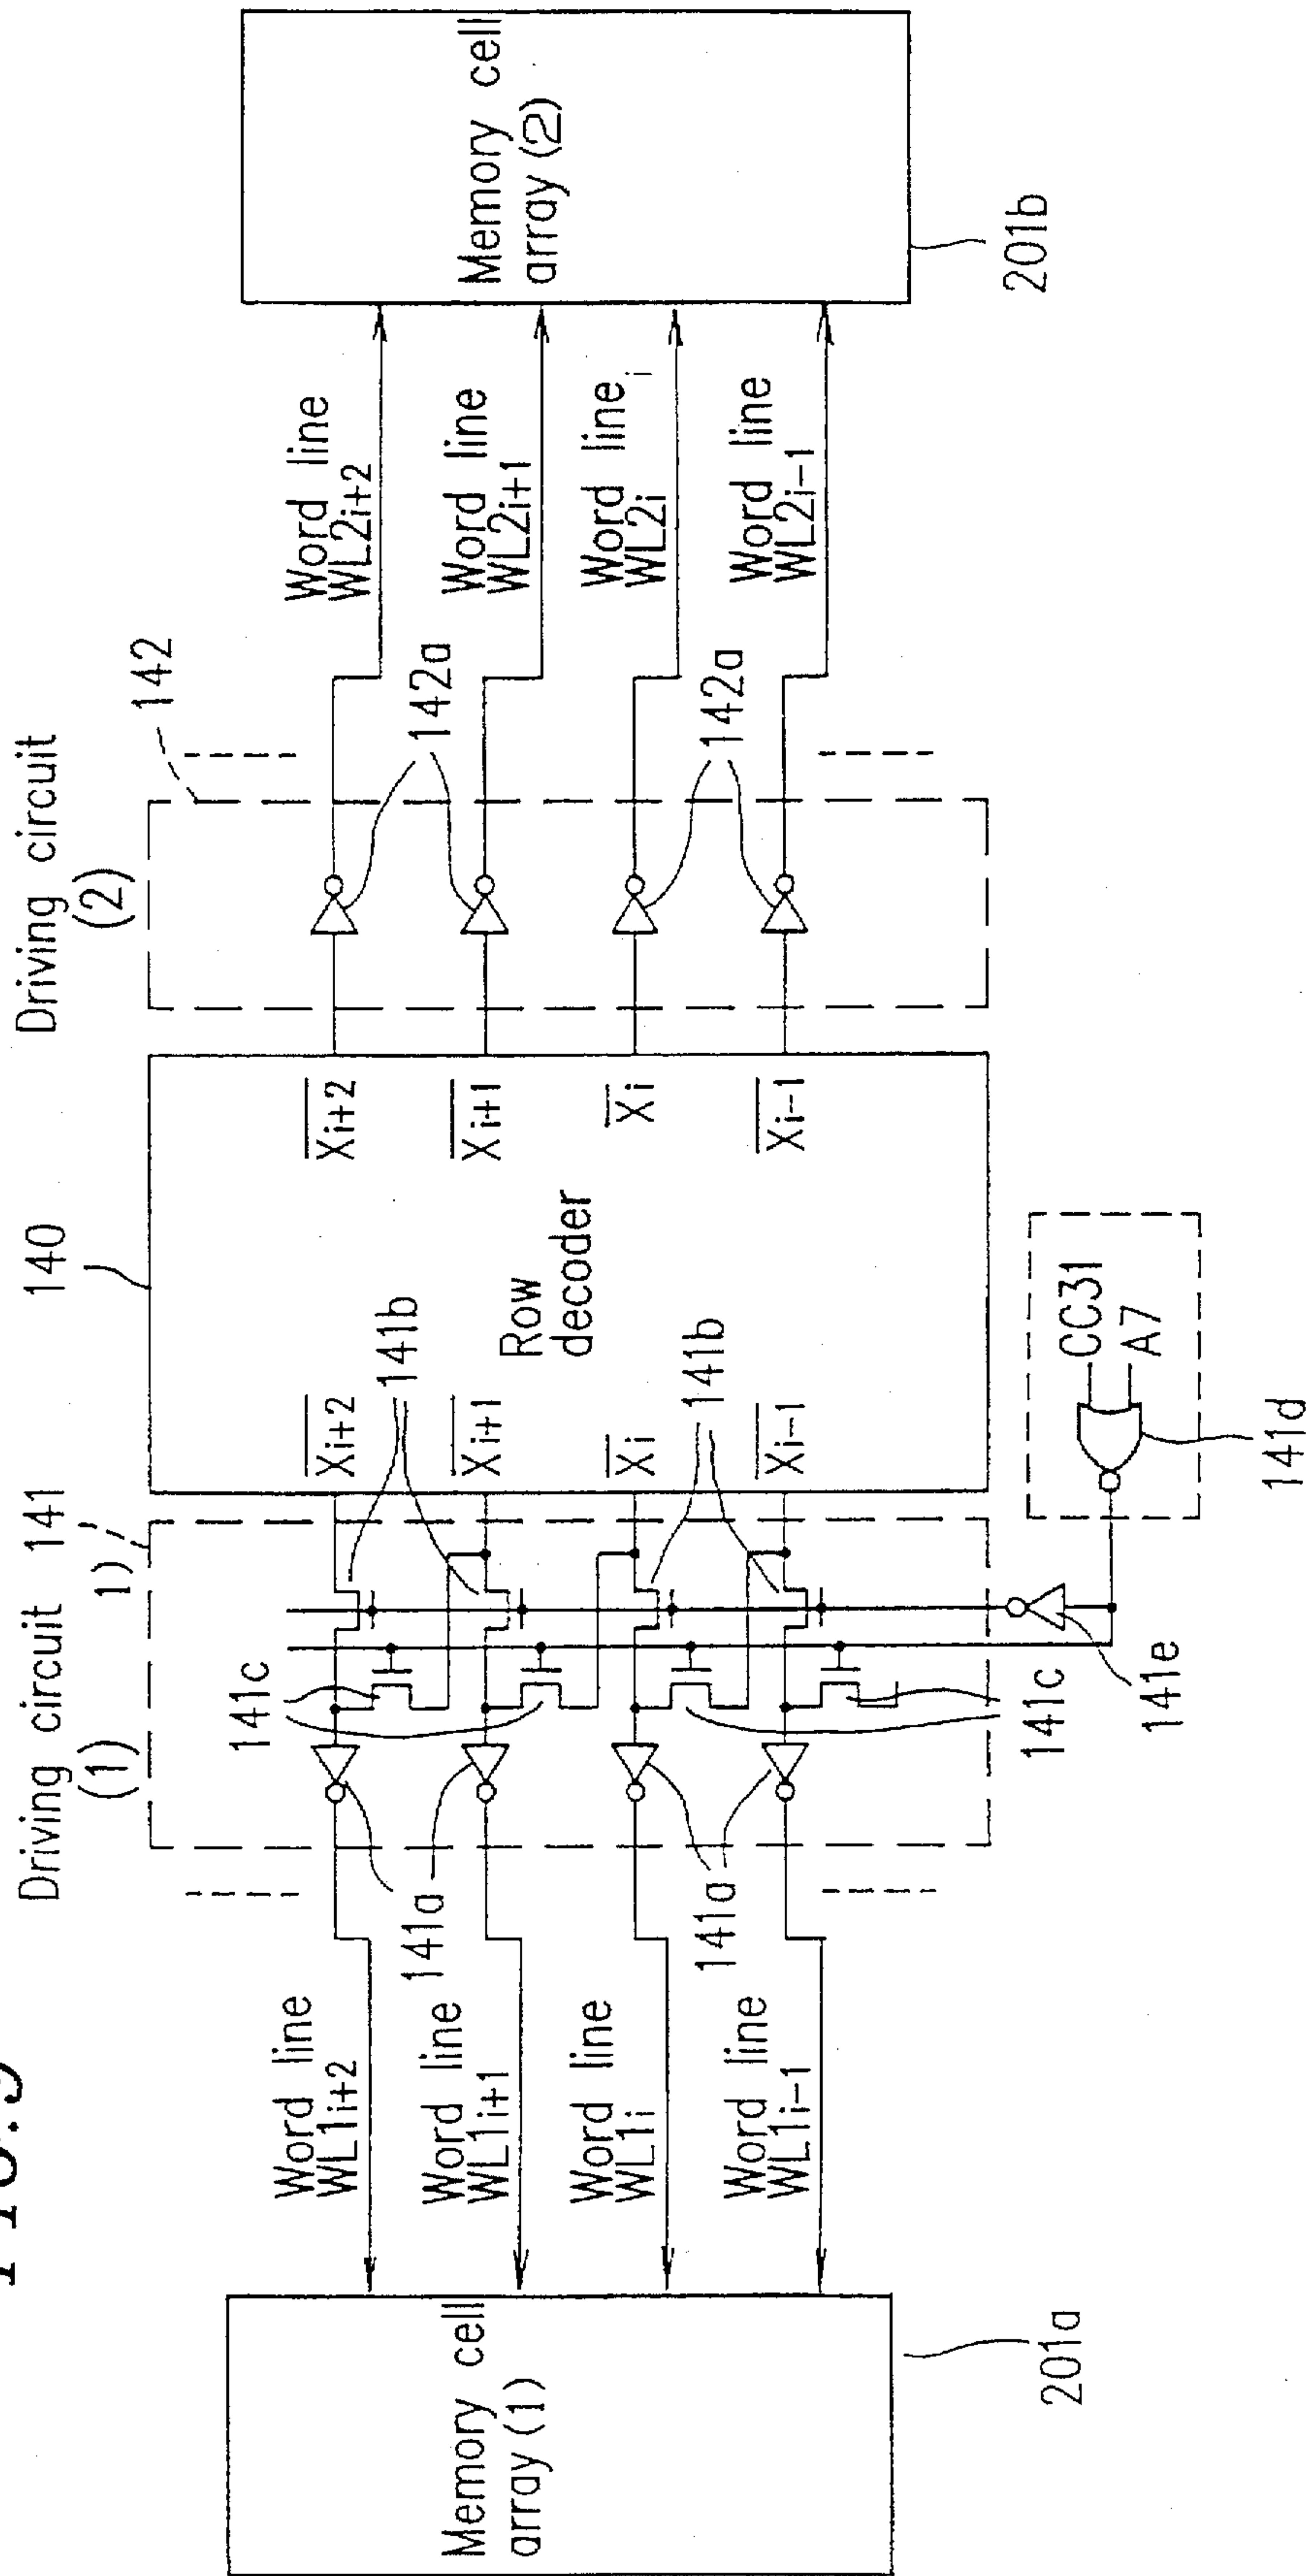 FIG. 9
Driving circuit
(1)
141
1)'
140
Driving circuit
(2)
142
Word line
WL1i+2
Word line
WL1i+1
Word line
WL1i
Word line
WL1i-1
141c
141a
141a
141c
141b
141b
Xi+2
Xi+1
Xi
Xi-1
Row
decoder
Xi+2
Xi+1
Xi
Xi-1
142a
142a
Word line
WL2i+2
Word line
WL2i+1
Word line i
WL2i
Word line
WL2i-1
Memory cell
array (1)
201a
Memory cell
array (2)
201b
141e
CC31
A7
141d